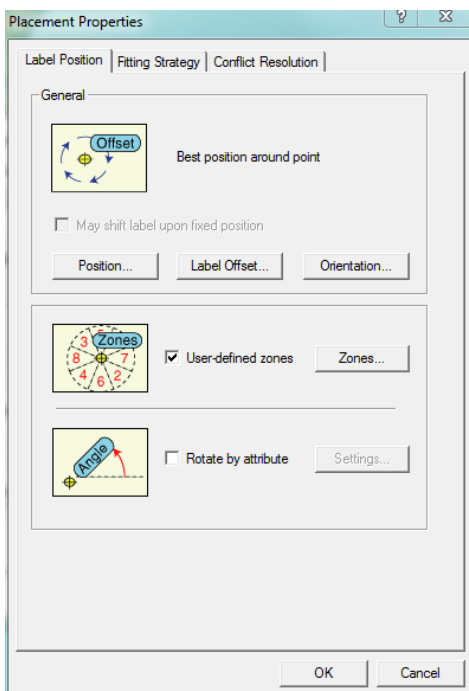 Placement Properties
Label Position
Fitting Strategy
Conflict Resolution
General
Offset
Best position around point
May shift label upon fixed position
Position...
Label Offset...
Orientation...
3
Zones
8
7
4
6
2
User-defined zones
Zones...
Angle
Rotate by attribute
Settings...
OK
Cancel